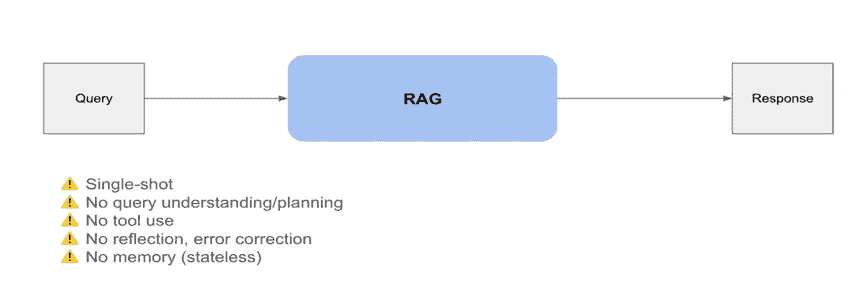 Query
RAG
Response
Single-shot
No query understanding/planning
No tool use
No reflection, error correction
No memory (stateless)